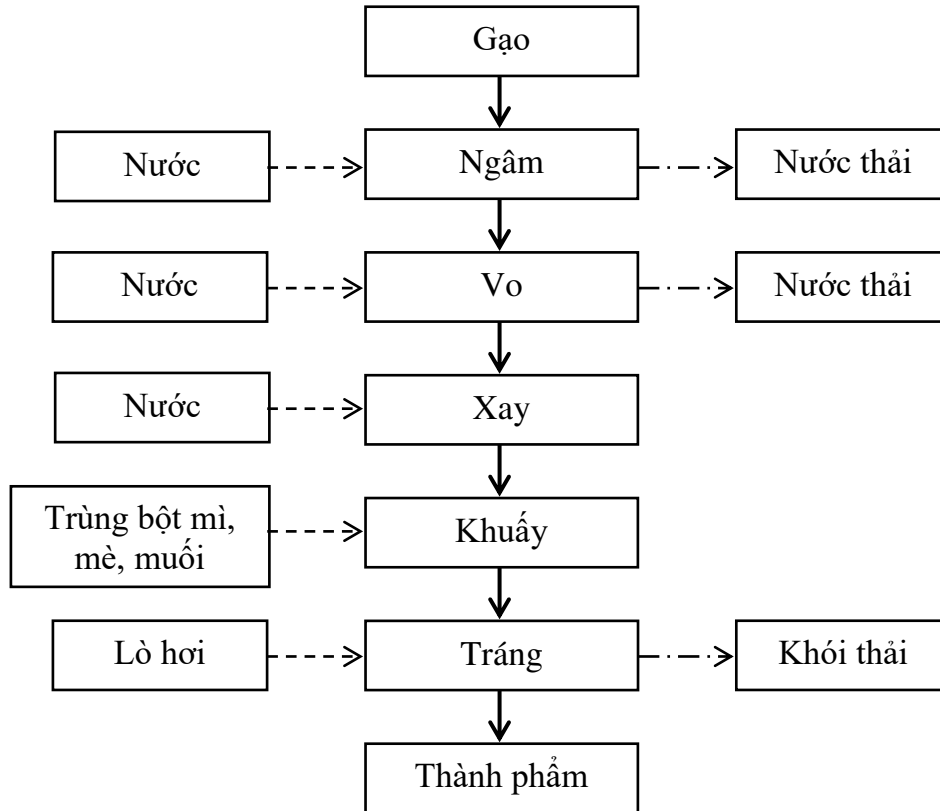 Gạo
Nước
Ngâm
Nước thải
Nước
Vo
Nước thải
Nước
Xay
Trùng bột mì,
mè, muối
Khuấy
Lò hơi
Tráng
Khói thải
Thành phẩm